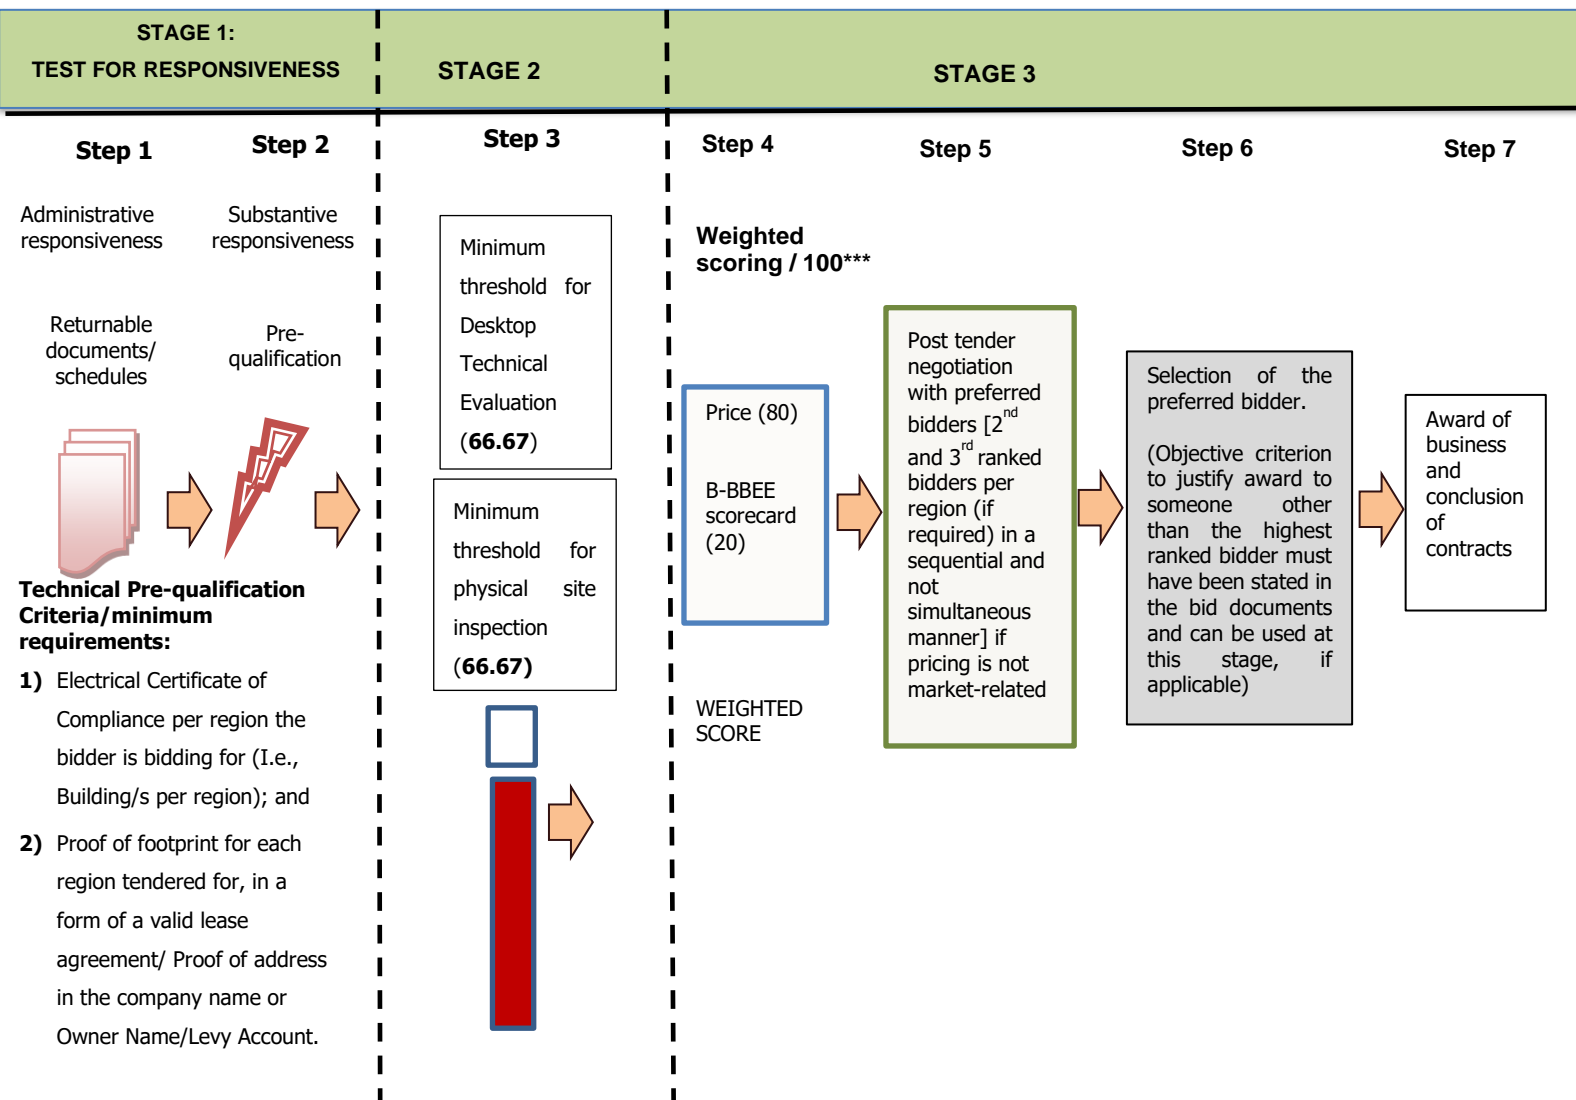 STAGE 1:
TEST FOR RESPONSIVENESS
STAGE 2
STAGE 3
Step 1
Step 2
Step 3
Step 4
Step 5
Step 6
Step 7
Administrative
responsiveness
Substantive
responsiveness
Returnable
documents/
schedules
Pre-
qualification
Technical Pre-qualification
Criteria/minimum
requirements:
1) Electrical Certificate of
Compliance per region the
bidder is bidding for (I.e.,
Building/s per region); and
2) Proof of footprint for each
region tendered for, in a
form of a valid lease
agreement/ Proof of address
in the company name or
Owner Name/Levy Account.
Minimum
threshold for
Desktop
Technical
Evaluation
(66.67)
Minimum
threshold for
physical site
inspection
(66.67)
Weighted
scoring / 100***
Price (80)
B-BBEE
scorecard
(20)
WEIGHTED
SCORE
Post tender
negotiation
with preferred
bidders [2nd
and 3rd ranked
bidders per
region (if
required) in a
sequential and
not
simultaneous
manner] if
pricing is not
market-related
Selection of the
preferred bidder.
(Objective criterion
to justify award to
someone other
than the highest
ranked bidder must
have been stated in
the bid documents
and can be used at
this stage, if
applicable)
Award of
business
and
conclusion
of
contracts